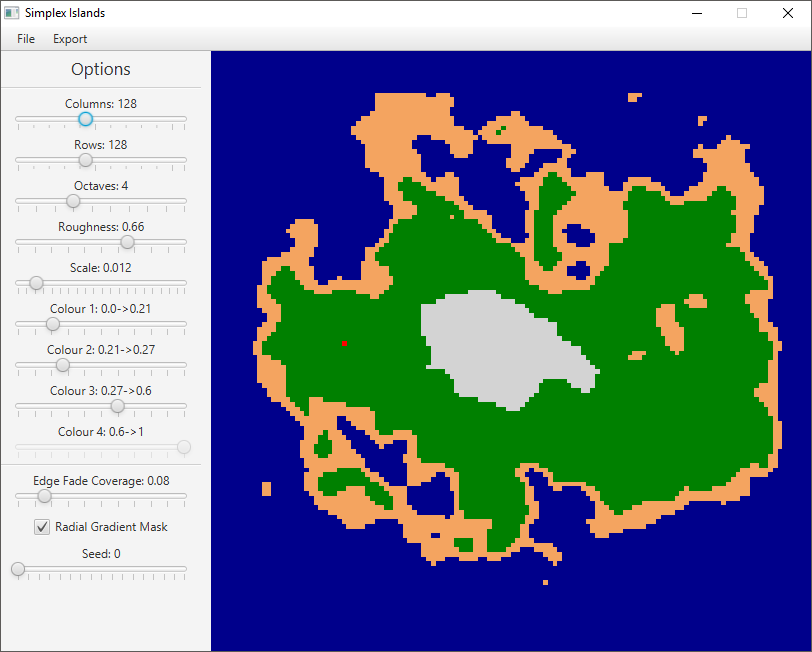 Simplex Islands
File Export
Options
Columns: 128
Rows: 128
Octaves: 4
Roughness: 0.66
Scale: 0.012
Colour 1: 0.0->0.21
Colour 2: 0.21->0.27
Colour 3: 0.27->0.6
Colour 4: 0.6->1
Edge Fade Coverage: 0.08
Radial Gradient Mask
Seed: 0